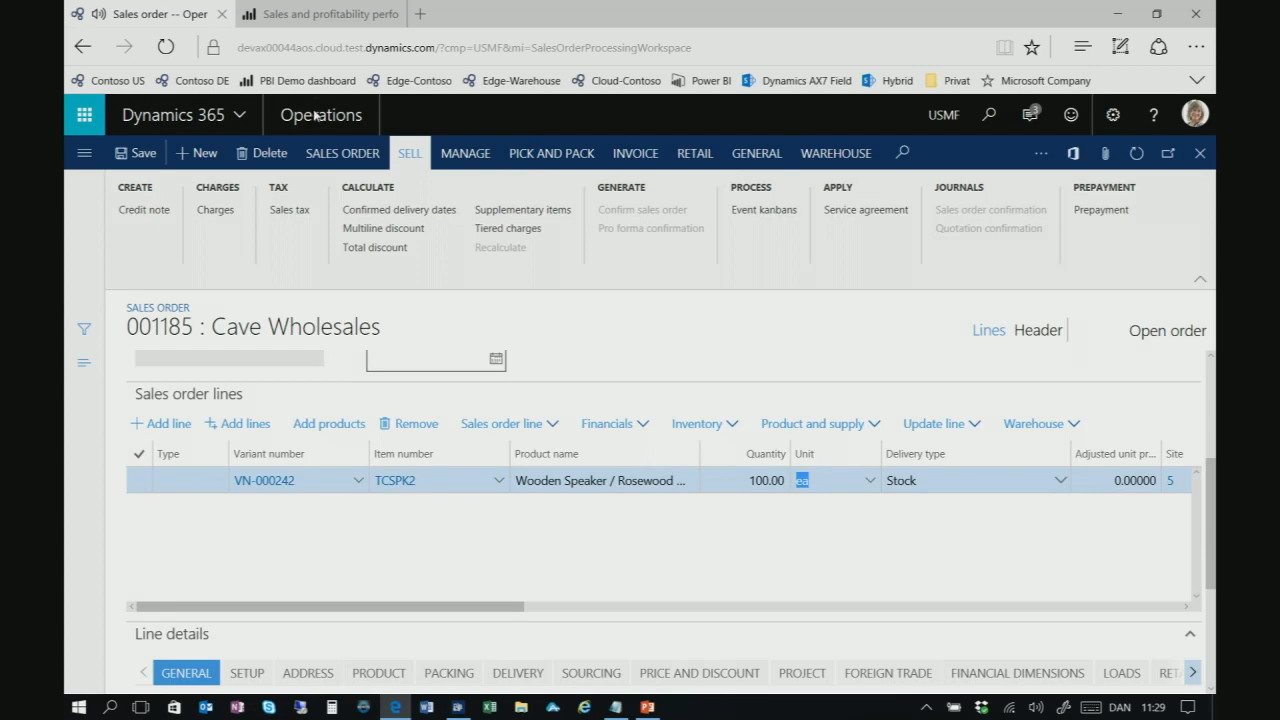 Sales order -- Oper
Sales and profitability perfo
devax00044aos.cloud.test.dynamics.com/?cmp=USMF&mi=SalesOrderProcessingWorkspace
Contoso US Contoso DE PBI Demo dashboard Edge-Contoso Edge-Warehouse Cloud-Contoso Power BI Dynamics AX7 Field Hybrid Privat Microsoft Company
Dynamics 365 Operations USMF 3 ?
Save + New Delete SALES ORDER SELL MANAGE PICK AND PACK INVOICE RETAIL GENERAL WAREHOUSE
CREATE CHARGES TAX CALCULATE GENERATE PROCESS APPLY JOURNALS PREPAYMENT
Credit note Charges Sales tax Confirmed delivery dates Supplementary items Confirm sales order Event kanbans Service agreement Sales order confirmation Prepayment
Multiline discount Tiered charges Pro forma confirmation Quotation confirmation
Total discount Recalculate
SALES ORDER
001185 : Cave Wholesales
Lines Header Open order
Sales order lines
+ Add line Add lines Add products Remove Sales order line Financials Inventory Product and supply Update line Warehouse
Type Variant number Item number Product name Quantity Unit Delivery type Adjusted unit pr... Site
VN-000242 TCSPK2 Wooden Speaker / Rosewood ... 100.00 ea Stock 0.00000 5
Line details
GENERAL SETUP ADDRESS PRODUCT PACKING DELIVERY SOURCING PRICE AND DISCOUNT PROJECT FOREIGN TRADE FINANCIAL DIMENSIONS LOADS RET
DAN 11:29